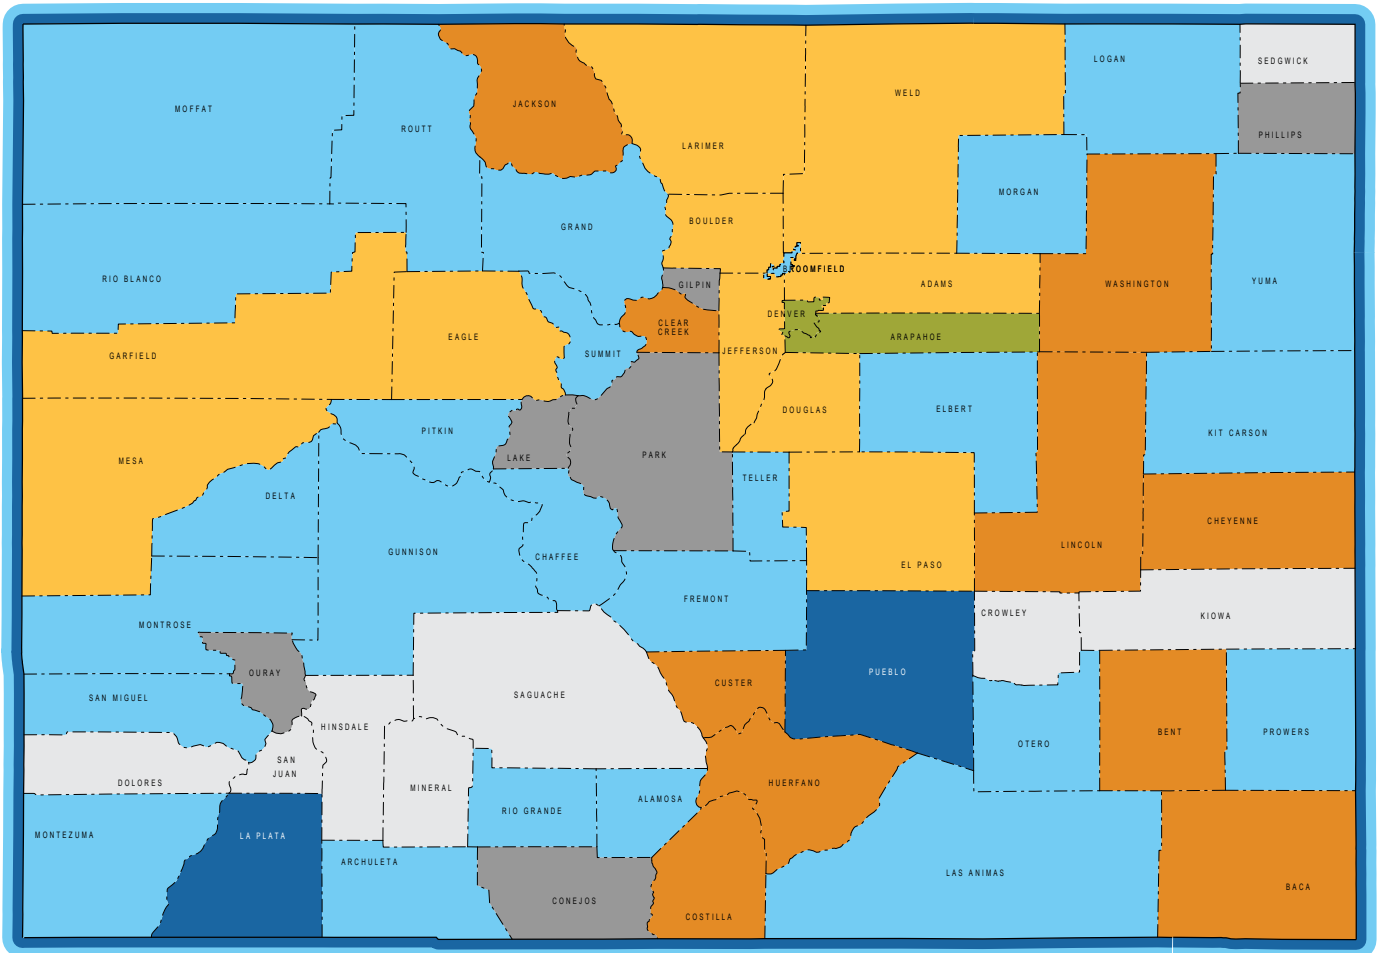 LOGAN
SEDGWICK
WELD
JACKSON
MOFFAT
ROUTT
PHILLIPS
LARIMER
MORGAN
BOULDER
GRAND
BROOMFIELD
RIO BLANCO
GILPIN
ADAMS
WASHINGTON
YUMA
DENVER
CLEAR
CREEK
EAGLE
ARAPAHOE
JEFFERSON
GARFIELD
SUMMIT
DOUGLAS
ELBERT
PITKIN
KIT CARSON
LAKE
PARK
MESA
TELLER
DELTA
CHEYENNE
LINCOLN
GUNNISON
CHAFFEE
EL PASO
FREMONT
CROWLEY
KIOWA
MONTROSE
OURAY
PUEBLO
CUSTER
SAN MIGUEL
SAGUACHE
HINSDALE
BENT
PROWERS
OTERO
SAN
JUAN
DOLORES
MINERAL
HUERFANO
ALAMOSA
RIO GRANDE
MONTEZUMA
LA PLATA
ARCHULETA
LAS ANIMAS
BACA
CONEJOS
COSTILLA